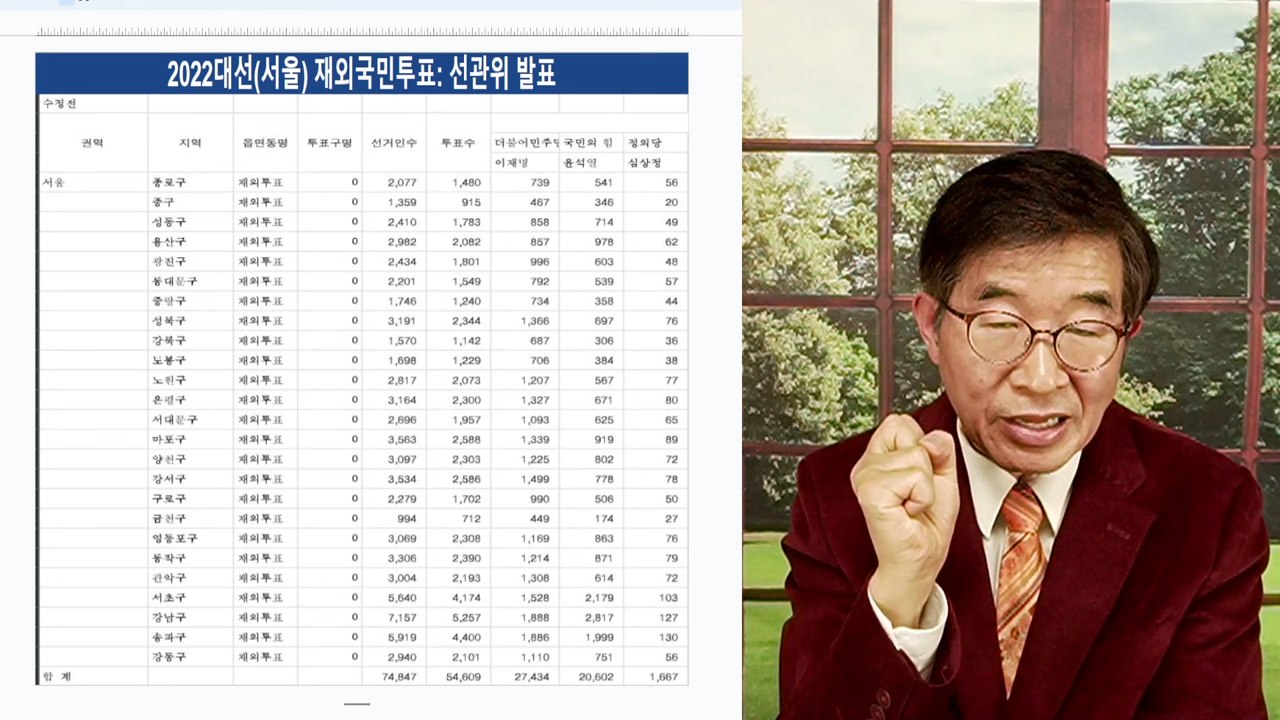 2022대선(서울) 재외국민투표: 선관위 발표
수정전
권역 지역 읍면동명 투표구명 선거인수 투표수 더불어민주당 국민의 힘 정의당
이재명 윤석열 심상정
서울 종로구 재외투표 0 2,077 1,480 739 541 56
중구 재외투표 0 1,359 915 467 346 20
성동구 재외투표 0 2,410 1,783 858 714 49
용산구 재외투표 0 2,982 2,082 857 978 62
광진구 재외투표 0 2,434 1,801 996 603 48
동대문구 재외투표 0 2,201 1,549 792 539 57
중랑구 재외투표 0 1,746 1,240 734 358 44
성북구 재외투표 0 3,191 2,344 1,366 697 76
강북구 재외투표 0 1,570 1,142 687 306 36
도봉구 재외투표 0 1,698 1,229 706 384 38
노원구 재외투표 0 2,817 2,073 1,207 567 77
은평구 재외투표 0 3,164 2,300 1,327 671 80
서대문구 재외투표 0 2,696 1,957 1,093 625 65
마포구 재외투표 0 3,563 2,588 1,339 919 89
양천구 재외투표 0 3,097 2,303 1,225 802 72
강서구 재외투표 0 3,534 2,586 1,499 778 78
구로구 재외투표 0 2,279 1,702 990 506 50
금천구 재외투표 0 994 712 449 174 27
영등포구 재외투표 0 3,069 2,308 1,169 863 76
동작구 재외투표 0 3,306 2,390 1,214 871 79
관악구 재외투표 0 3,004 2,193 1,308 614 72
서초구 재외투표 0 5,640 4,174 1,528 2,179 103
강남구 재외투표 0 7,157 5,257 1,888 2,817 127
송파구 재외투표 0 5,919 4,400 1,886 1,999 130
강동구 재외투표 0 2,940 2,101 1,110 751 56
합 계 74,847 54,609 27,434 20,602 1,667